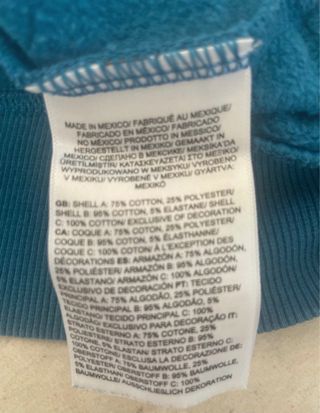 MADE IN MEXICO/ FABRIQUÉ AU MEXIQUE/
FABRICADO EN MÉXICO/ FABRICADO
NO MÉXICO/ PRODOTTO IN MESSICO/
HERGESTELLT IN MEXIKO/ GEMAAKT IN
MEXICO/ СДЕЛАНО В МЕКСИКЕ/ MEKSIKA'DA
ÜRETİLMİŞTİR/ ΚΑΤΑΣΚΕΥΑΖΕΤΑΙ ΣΤΟ ΜΕΞΙΚΟ/
WYPRODUKOWANO W MEKSYKU/ VYROBENO
V MEXIKU/ VYROBENÉ V MEXIKU/ GYÁRTVA:
MEXIKÓ
GB: SHELL A: 75% COTTON, 25% POLYESTER/
SHELL B: 95% COTTON, 5% ELASTANE/ SHELL
C: 100% COTTON/ EXCLUSIVE OF DECORATION
CA: COQUE A: 75% COTON, 25% POLYESTER/
COQUE B: 95% COTON, 5% ÉLASTHANNE/
COQUE C: 100% COTON/ À L'EXCEPTION DES
DÉCORATIONS ES: ARMAZÓN A: 75% ALGODÓN,
25% POLIÉSTER/ ARMAZÓN B: 95% ALGODÓN,
5% ELASTANO/ ARMAZÓN C: 100% ALGODÓN/
EXCLUSIVO DE DECORACIÓN PT: TECIDO
PRINCIPAL A: 75% ALGODÃO, 25% POLIÉSTER/
TECIDO PRINCIPAL B: 95% ALGODÃO, 5%
ELASTANO/ TECIDO PRINCIPAL C: 100%
ALGODÃO/ EXCLUSIVO PARA DECORAÇÃO IT:
STRATO ESTERNO A: 75% COTONE, 25%
POLIESTERE/ STRATO ESTERNO B: 95%
COTONE, 5% ELASTAN/ STRATO ESTERNO C:
100% COTONE/ ESCLUSA LA DECORAZIONE DE:
OBERSTOFF A: 75% BAUMWOLLE, 25%
POLYESTER/ OBERSTOFF B: 95% BAUMWOLLE,
5% ELASTHAN/ OBERSTOFF C: 100%
BAUMWOLLE/ AUSSCHLIESSLICH DEKORATION